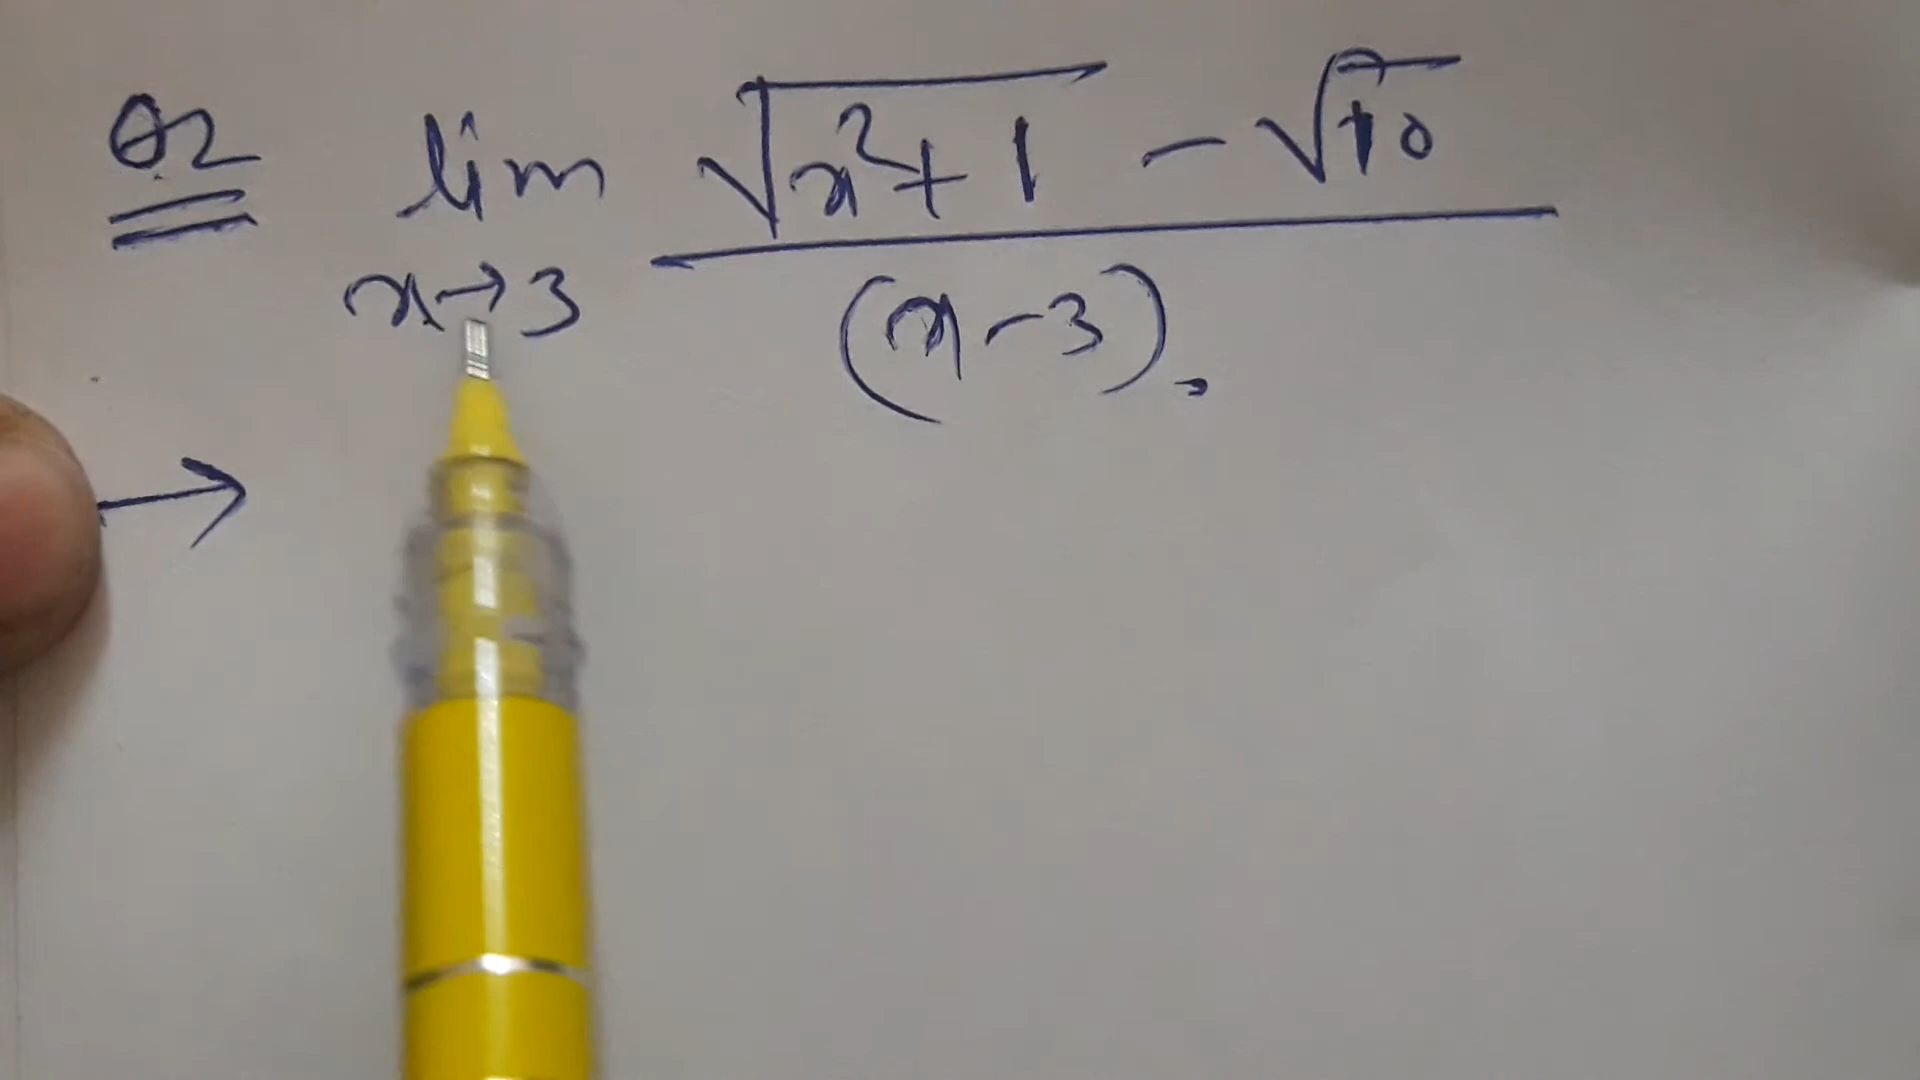 Q2 lim √(x²+1) - √10
x→3 (x-3).
→